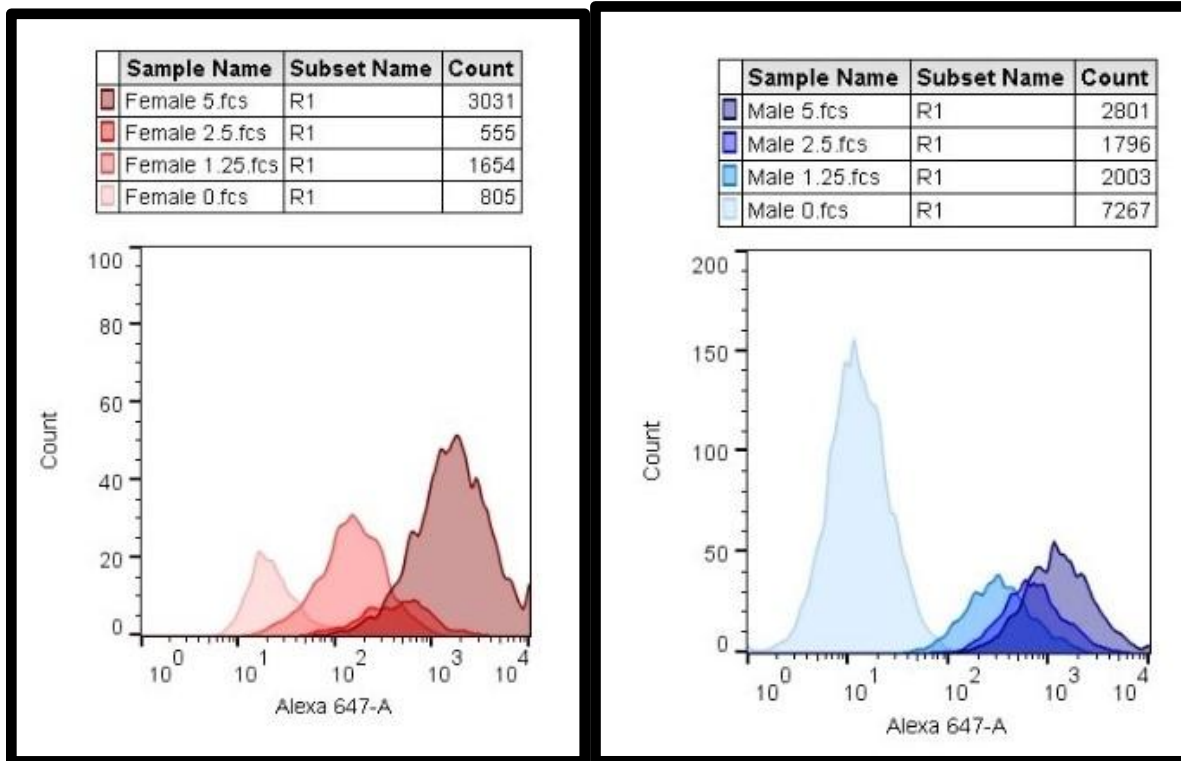 Sample Name Subset Name Count
Female 5.fcs R1 3031
Female 2.5.fcs R1 555
Female 1.25.fcs R1 1654
Female 0.fcs R1 805
100
80
60
40
20
0
Count
10^0 10^1 10^2 10^3 10^4
Alexa 647-A
Sample Name Subset Name Count
Male 5.fcs R1 2801
Male 2.5.fcs R1 1796
Male 1.25.fcs R1 2003
Male 0.fcs R1 7267
200
150
100
50
0
Count
10^0 10^1 10^2 10^3 10^4
Alexa 647-A